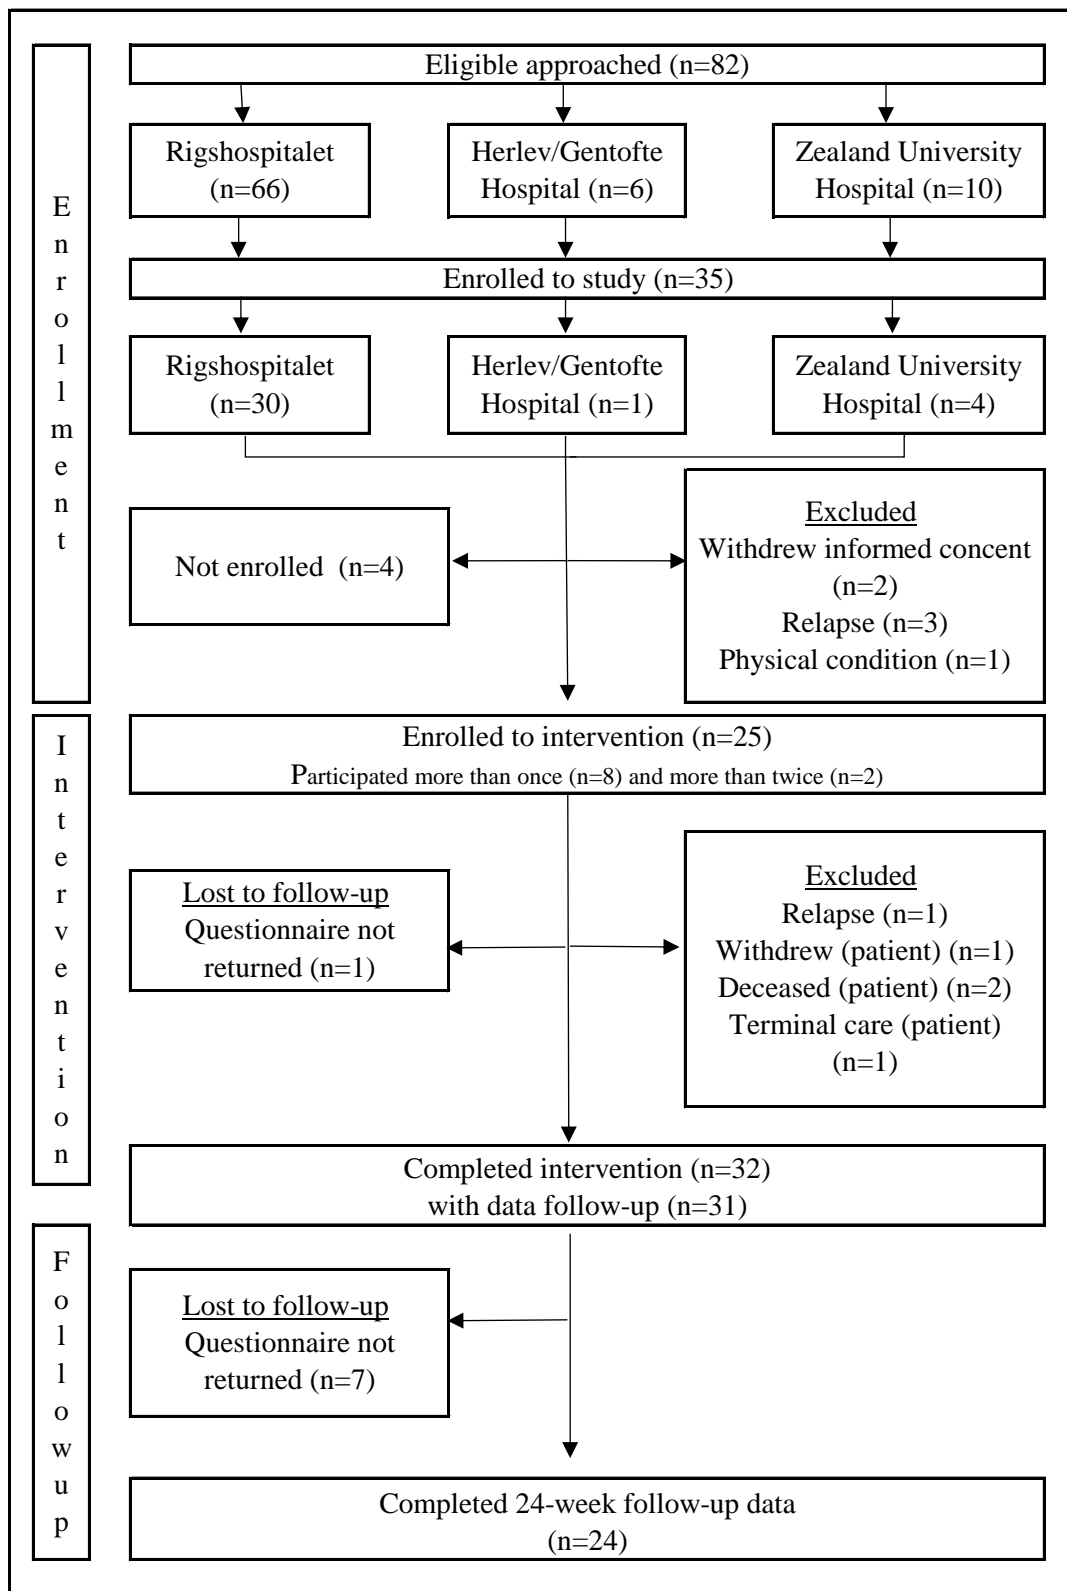 Enrollment
Eligible approached (n=82)
Rigshospitalet
(n=66)
Herlev/Gentofte
Hospital (n=6)
Zealand University
Hospital (n=10)
Enrolled to study (n=35)
Rigshospitalet
(n=30)
Herlev/Gentofte
Hospital (n=1)
Zealand University
Hospital (n=4)
Not enrolled (n=4)
Excluded
Withdrew informed concent
(n=2)
Relapse (n=3)
Physical condition (n=1)
Intervention
Enrolled to intervention (n=25)
Participated more than once (n=8) and more than twice (n=2)
Lost to follow-up
Questionnaire not
returned (n=1)
Excluded
Relapse (n=1)
Withdrew (patient) (n=1)
Deceased (patient) (n=2)
Terminal care (patient)
(n=1)
Completed intervention (n=32)
with data follow-up (n=31)
Followup
Lost to follow-up
Questionnaire not
returned (n=7)
Completed 24-week follow-up data
(n=24)